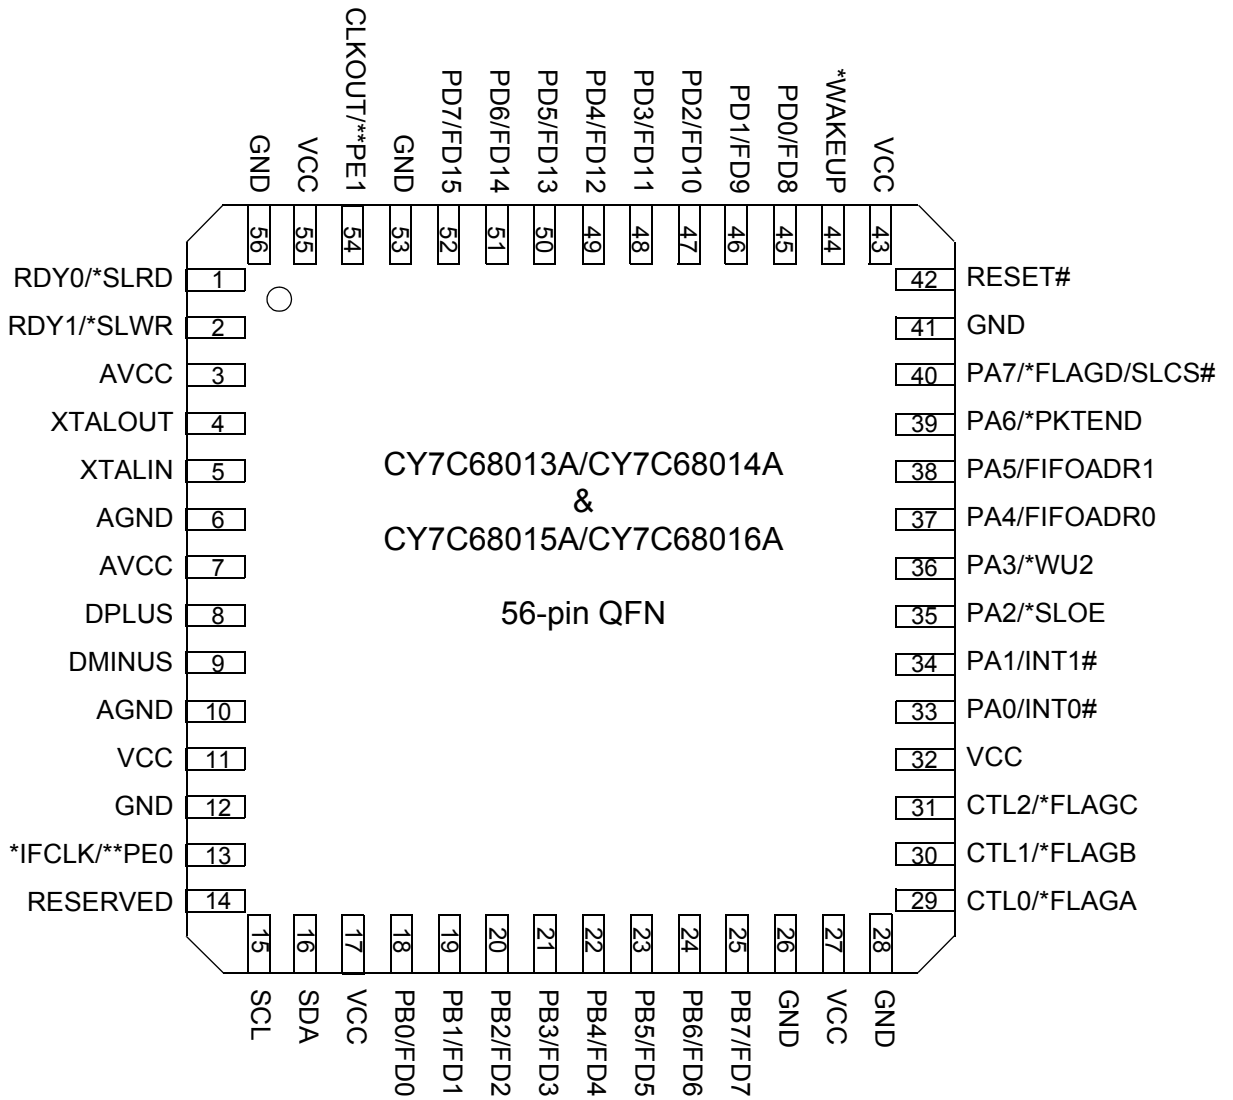 CLKOUT/**PE1
GND
VCC
GND
PD7/FD15
PD6/FD14
PD5/FD13
PD4/FD12
PD3/FD11
PD2/FD10
PD1/FD9
PD0/FD8
*WAKEUP
VCC
56
55
54
53
52
51
50
49
48
47
46
45
44
43
RDY0/*SLRD 1
42 RESET#
RDY1/*SLWR 2
41 GND
AVCC 3
40 PA7/*FLAGD/SLCS#
XTALOUT 4
39 PA6/*PKTEND
XTALIN 5
38 PA5/FIFOADR1
AGND 6
37 PA4/FIFOADR0
AVCC 7
36 PA3/*WU2
DPLUS 8
35 PA2/*SLOE
DMINUS 9
34 PA1/INT1#
AGND 10
33 PA0/INT0#
VCC 11
32 VCC
GND 12
31 CTL2/*FLAGC
*IFCLK/**PE0 13
30 CTL1/*FLAGB
RESERVED 14
29 CTL0/*FLAGA
CY7C68013A/CY7C68014A
&
CY7C68015A/CY7C68016A
56-pin QFN
15
16
17
18
19
20
21
22
23
24
25
26
27
28
SCL
SDA
VCC
PB0/FD0
PB1/FD1
PB2/FD2
PB3/FD3
PB4/FD4
PB5/FD5
PB6/FD6
PB7/FD7
GND
VCC
GND